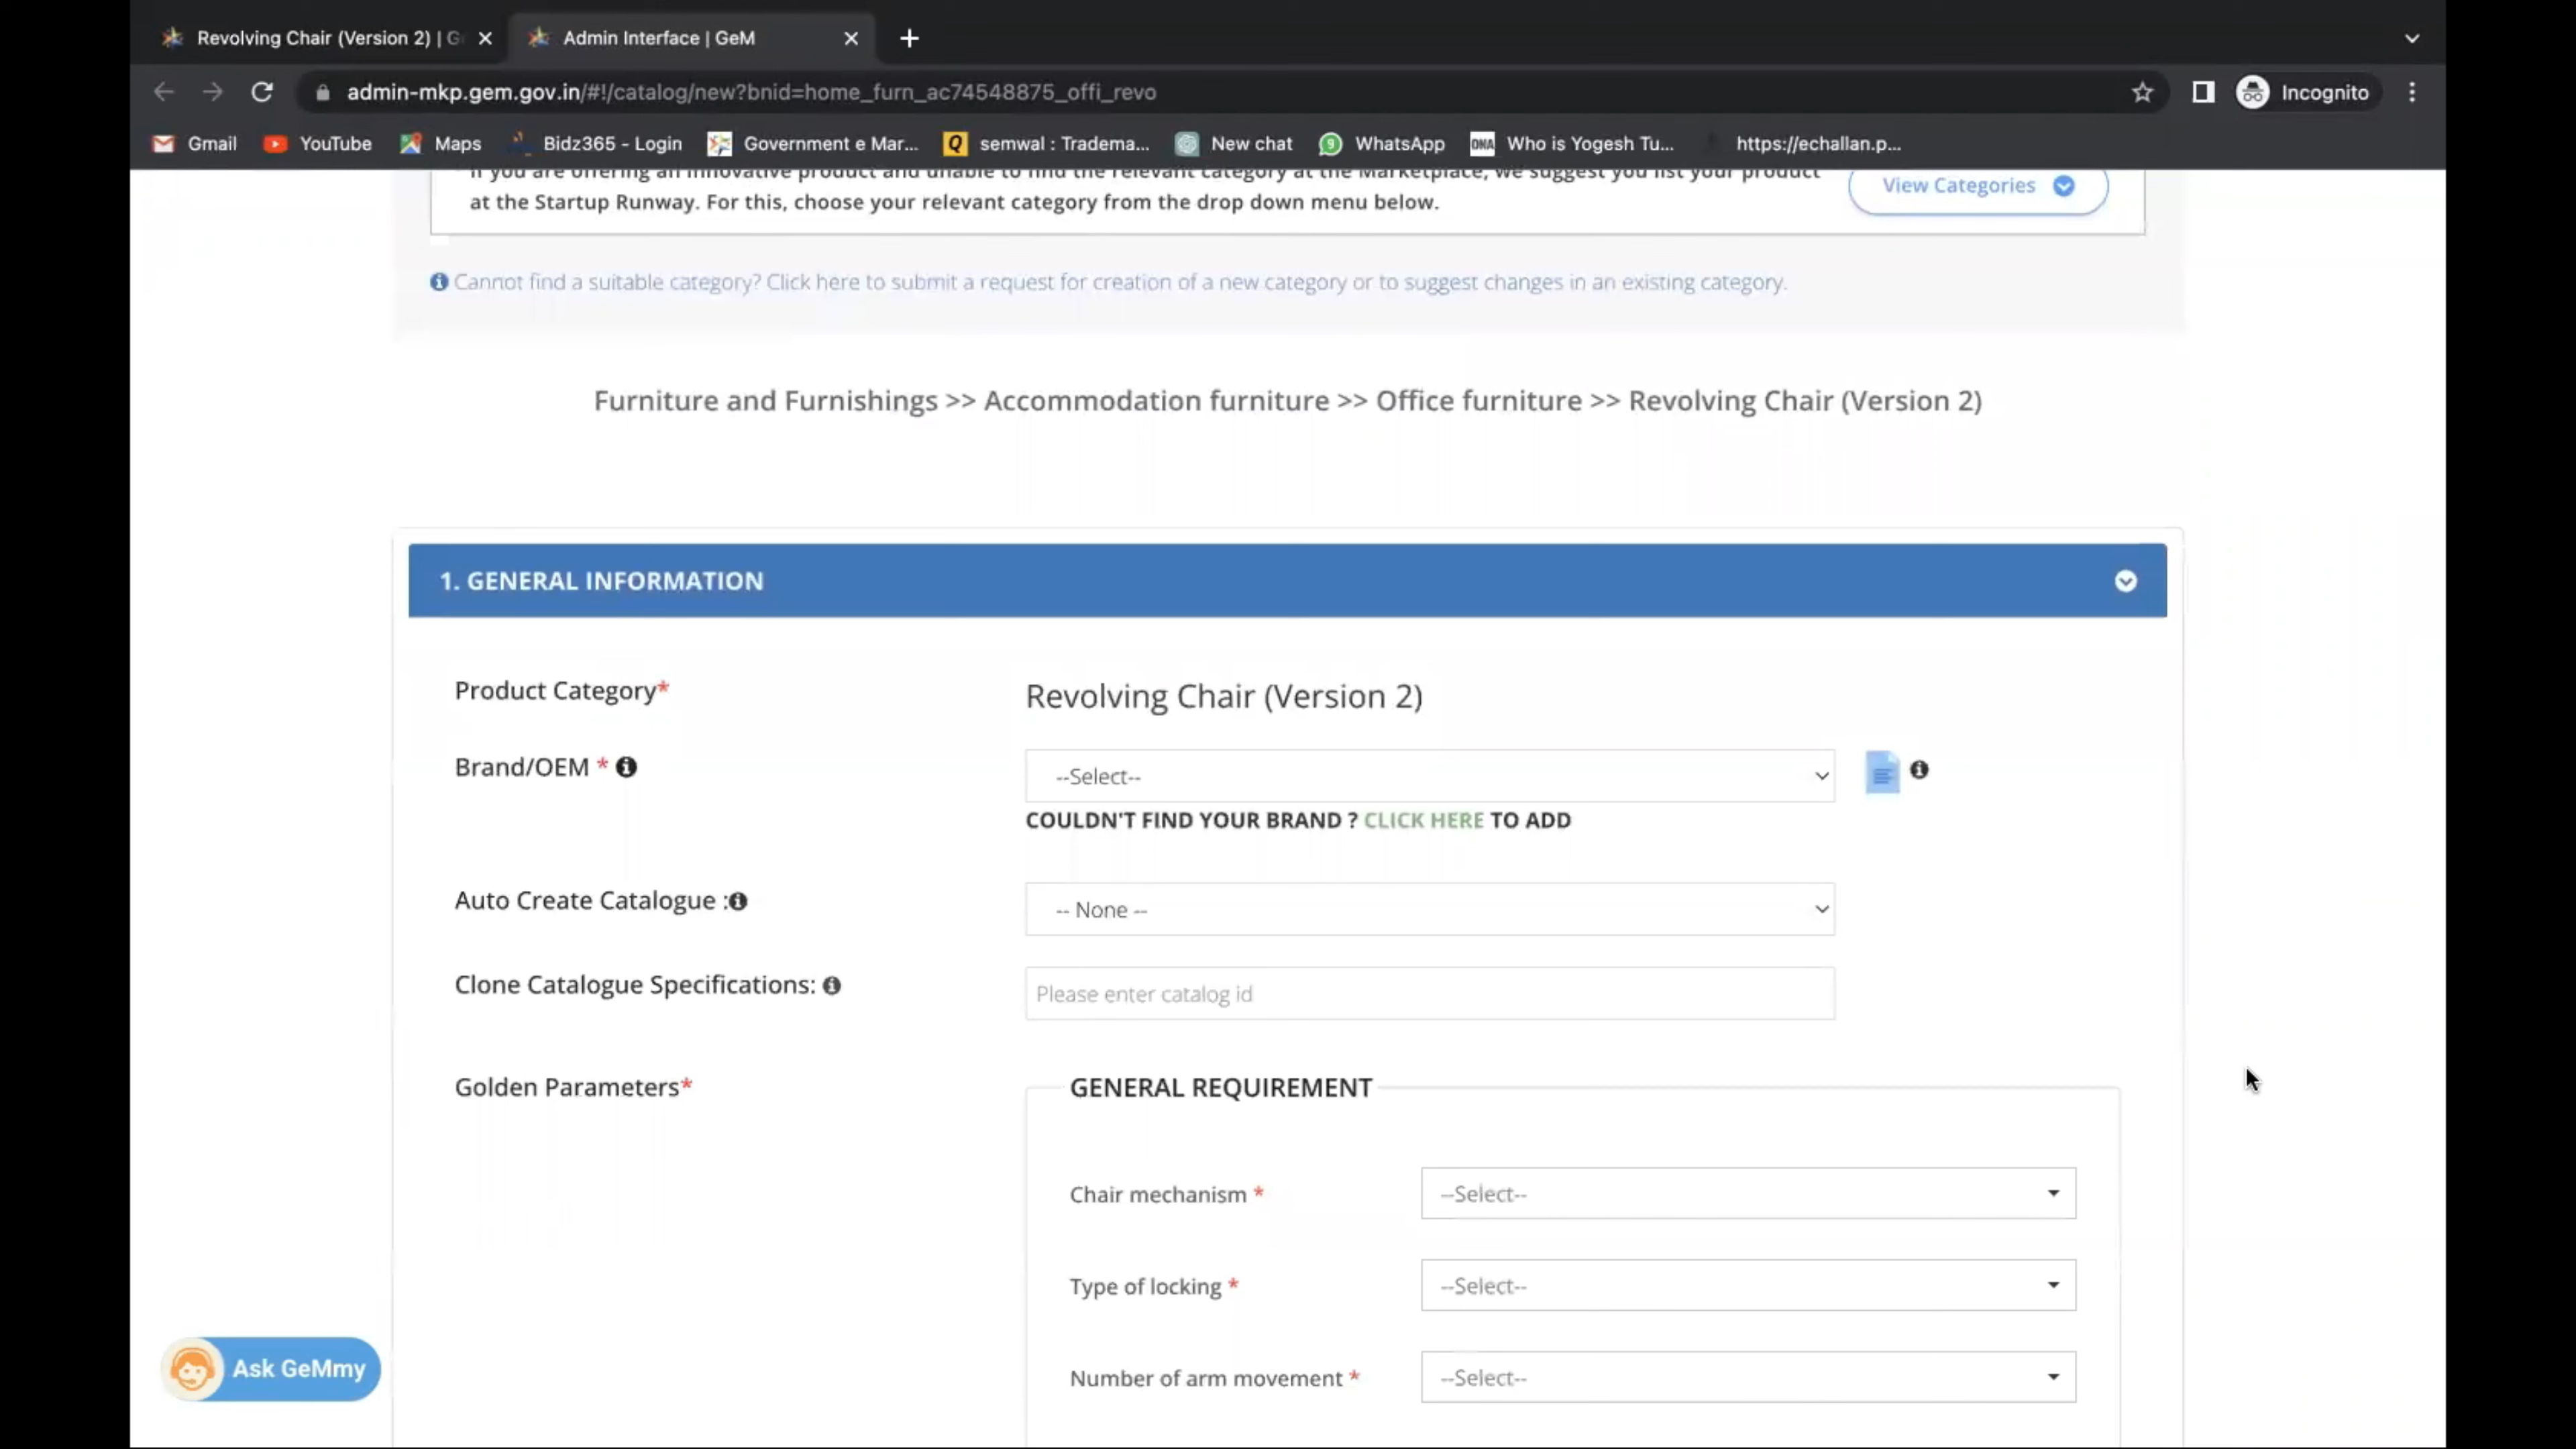 Revolving Chair (Version 2) | G
Admin Interface | GeM
admin-mkp.gem.gov.in/#!/catalog/new?bnid=home_furn_ac74548875_offi_revo
Incognito
Gmail
YouTube
Maps
Bidz365 - Login
Government e Mar...
semwal : Tradema...
New chat
WhatsApp
Who is Yogesh Tu...
https://echallan.p...
If you are offering an innovative product and unable to find the relevant category at the Marketplace, we suggest you list your product
at the Startup Runway. For this, choose your relevant category from the drop down menu below.
View Categories
Cannot find a suitable category? Click here to submit a request for creation of a new category or to suggest changes in an existing category.
Furniture and Furnishings >> Accommodation furniture >> Office furniture >> Revolving Chair (Version 2)
1. GENERAL INFORMATION
Product Category*
Revolving Chair (Version 2)
Brand/OEM *
--Select--
COULDN'T FIND YOUR BRAND ? CLICK HERE TO ADD
Auto Create Catalogue :
-- None --
Clone Catalogue Specifications:
Please enter catalog id
Golden Parameters*
GENERAL REQUIREMENT
Chair mechanism *
--Select--
Type of locking *
--Select--
Number of arm movement *
--Select--
Ask GeMmy